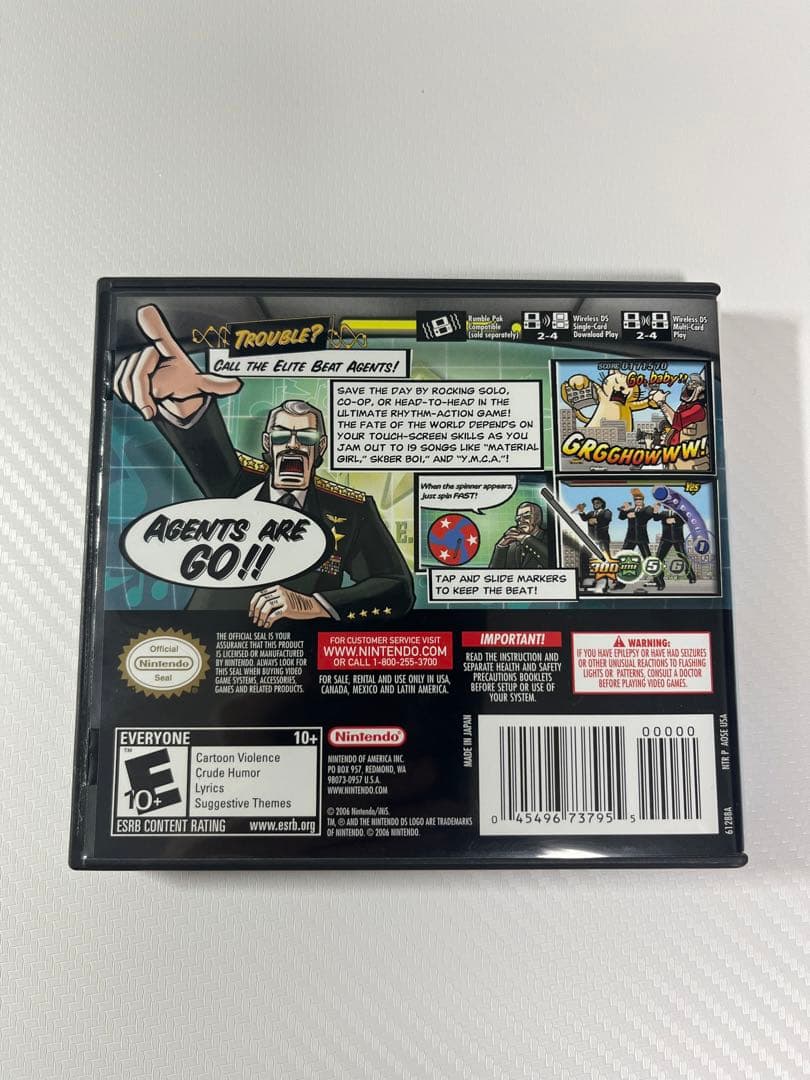 TROUBLE?
CALL THE ELITE BEAT AGENTS!
Rumble Pak
Compatible
(sold separately)
2-4
Wireless DS
Single-Card
Download Play
2-4
Wireless DS
Multi-Card
Play
SAVE THE DAY BY ROCKING SOLO,
CO-OP, OR HEAD-TO-HEAD IN THE
ULTIMATE RHYTHM-ACTION GAME!
THE FATE OF THE WORLD DEPENDS ON
YOUR TOUCH-SCREEN SKILLS AS YOU
JAM OUT TO 19 SONGS LIKE "MATERIAL
GIRL," SK8ER BOI," AND "Y.M.C.A."!
SCORE 0171570
Go, baby!!
GRGGHOWWW!
When the spinner appears,
just spin FAST!
Yes
300
5
6
TAP AND SLIDE MARKERS
TO KEEP THE BEAT!
AGENTS ARE
GO!!
Official
Nintendo
Seal
THE OFFICIAL SEAL IS YOUR
ASSURANCE THAT THIS PRODUCT
IS LICENSED OR MANUFACTURED
BY NINTENDO. ALWAYS LOOK FOR
THIS SEAL WHEN BUYING VIDEO
GAME SYSTEMS, ACCESSORIES,
GAMES AND RELATED PRODUCTS.
FOR CUSTOMER SERVICE VISIT
WWW.NINTENDO.COM
OR CALL 1-800-255-3700
FOR SALE, RENTAL AND USE ONLY IN USA,
CANADA, MEXICO AND LATIN AMERICA.
IMPORTANT!
READ THE INSTRUCTION AND
SEPARATE HEALTH AND SAFETY
PRECAUTIONS BOOKLETS
BEFORE SETUP OR USE OF
YOUR SYSTEM.
WARNING:
IF YOU HAVE EPILEPSY OR HAVE HAD SEIZURES
OR OTHER UNUSUAL REACTIONS TO FLASHING
LIGHTS OR PATTERNS, CONSULT A DOCTOR
BEFORE PLAYING VIDEO GAMES.
EVERYONE 10+
TM
E
10+
Cartoon Violence
Crude Humor
Lyrics
Suggestive Themes
ESRB CONTENT RATING www.esrb.org
Nintendo
NINTENDO OF AMERICA INC.
PO BOX 957, REDMOND, WA
98073-0957 U.S.A.
WWW.NINTENDO.COM
© 2006 Nintendo/iNiS.
TM, ® AND THE NINTENDO DS LOGO ARE TRADEMARKS
OF NINTENDO. © 2006 NINTENDO.
MADE IN JAPAN
00000
0 45496 73795 5
NTR P AOSE USA
61288A